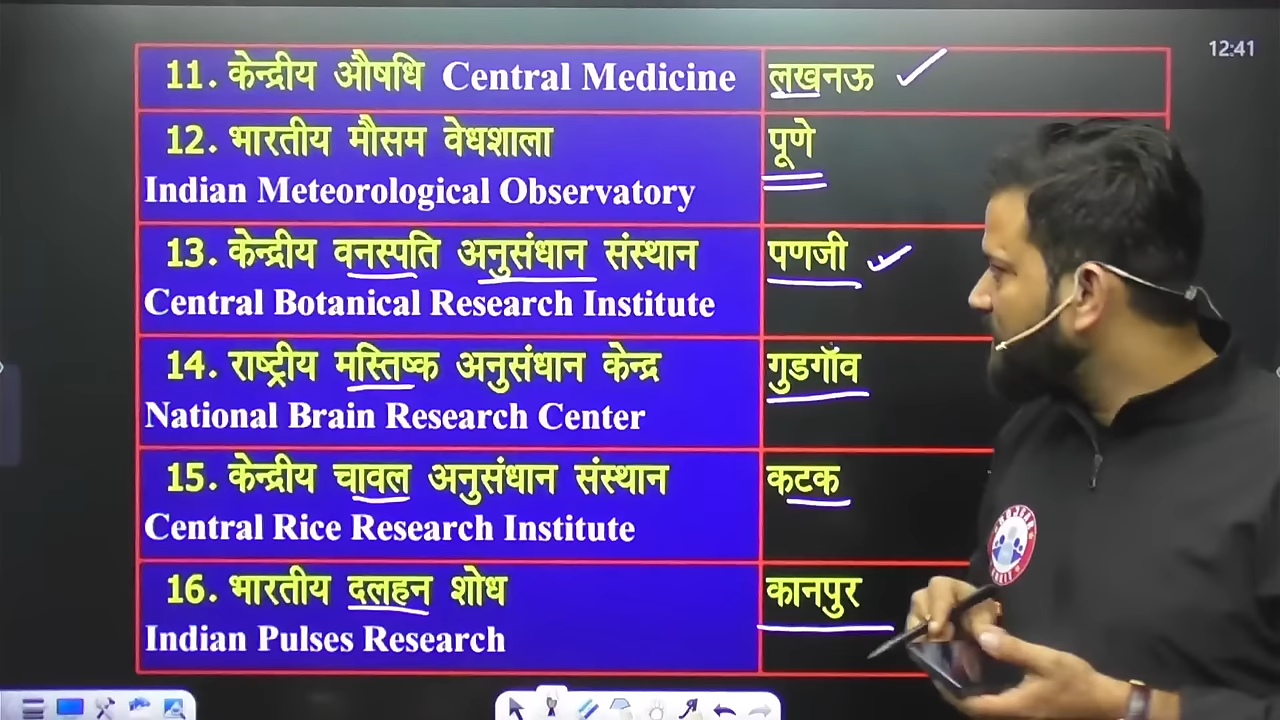 12:41
11. केन्द्रीय औषधि Central Medicine लखनऊ
12. भारतीय मौसम वेधशाला पूणे
Indian Meteorological Observatory
13. केन्द्रीय वनस्पति अनुसंधान संस्थान पणजी
Central Botanical Research Institute
14. राष्ट्रीय मस्तिष्क अनुसंधान केन्द्र गुडगॉव
National Brain Research Center
15. केन्द्रीय चावल अनुसंधान संस्थान कटक
Central Rice Research Institute
16. भारतीय दलहन शोध कानपुर
Indian Pulses Research